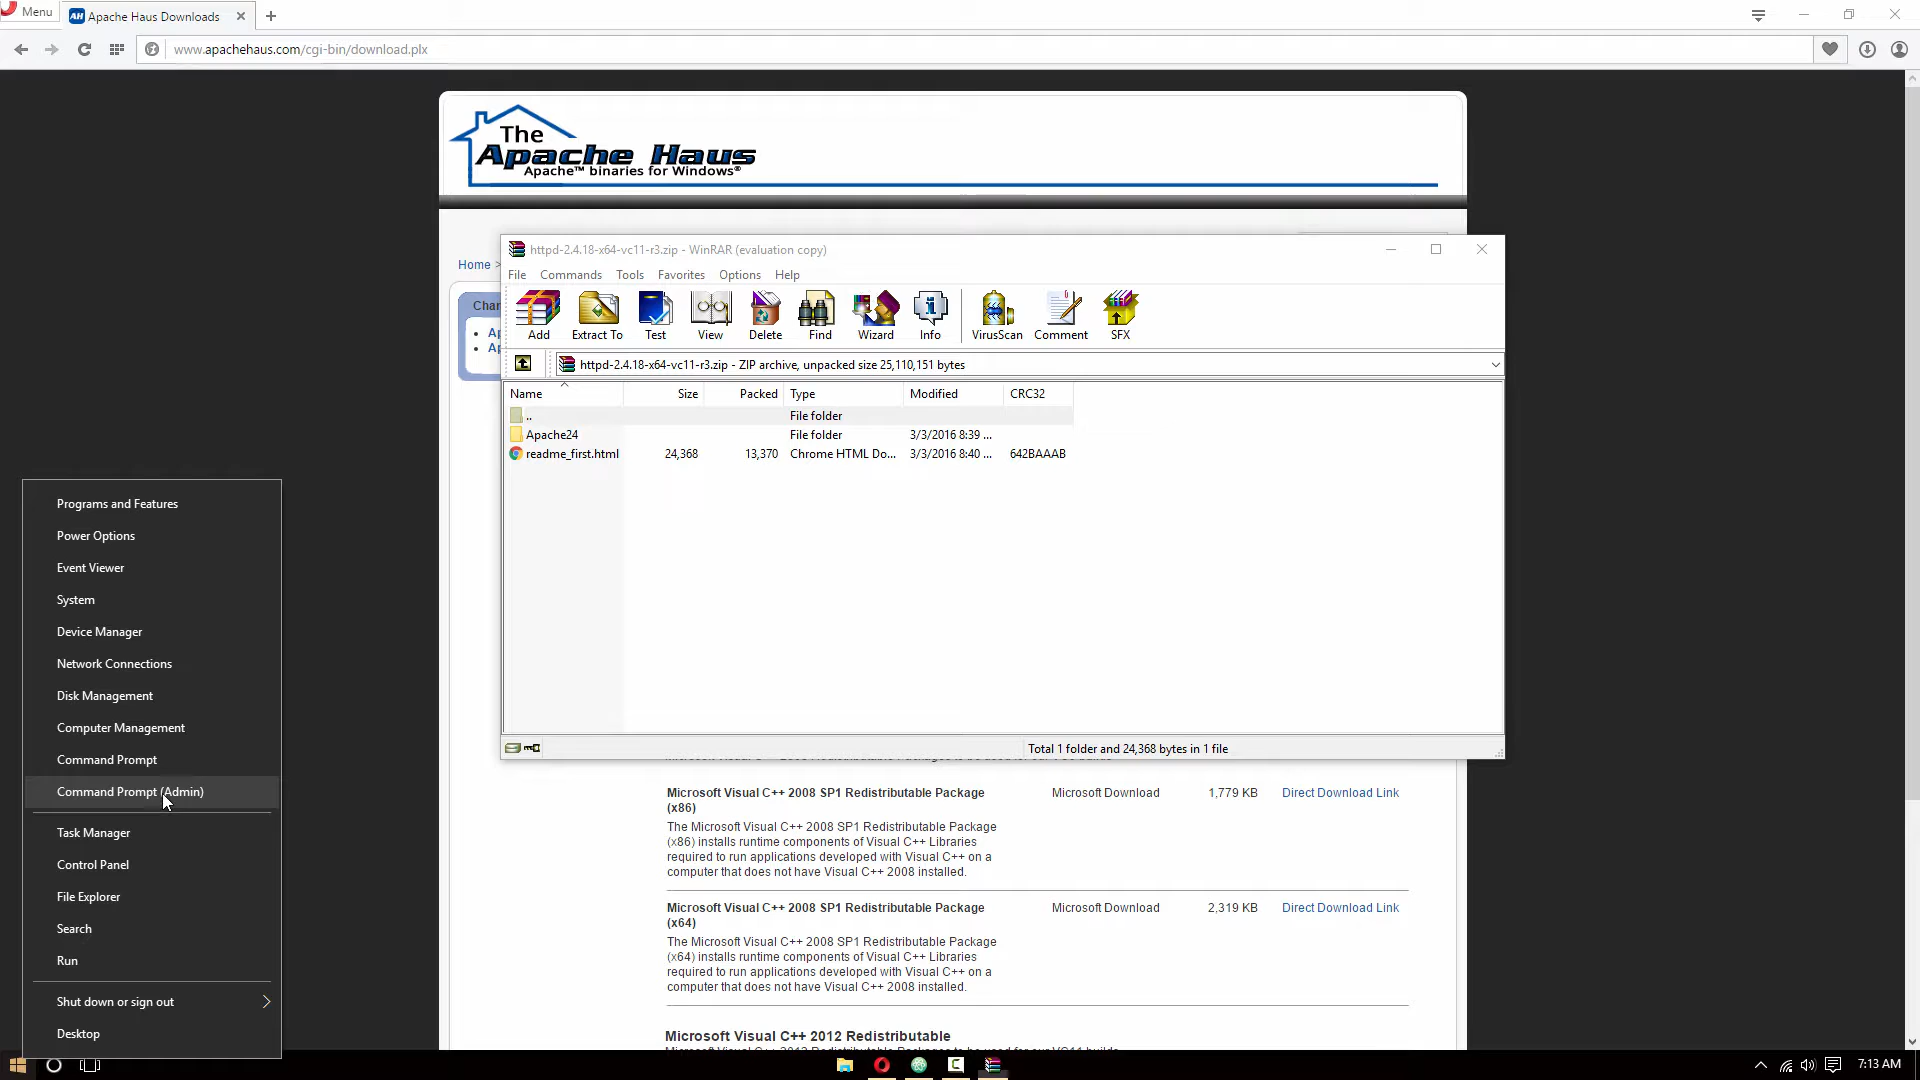 Menu
Apache Haus Downloads
www.apachehaus.com/cgi-bin/download.plx
The
Apache Haus
Apache™ binaries for Windows®
Home >
httpd-2.4.18-x64-vc11-r3.zip - WinRAR (evaluation copy)
File Commands Tools Favorites Options Help
Add Extract To Test View Delete Find Wizard Info VirusScan Comment SFX
httpd-2.4.18-x64-vc11-r3.zip - ZIP archive, unpacked size 25,110,151 bytes
Name Size Packed Type Modified CRC32
.. File folder
Apache24 File folder 3/3/2016 8:39 ...
readme_first.html 24,368 13,370 Chrome HTML Do... 3/3/2016 8:40 ... 642BAAAB
Total 1 folder and 24,368 bytes in 1 file
Programs and Features
Power Options
Event Viewer
System
Device Manager
Network Connections
Disk Management
Computer Management
Command Prompt
Command Prompt (Admin)
Task Manager
Control Panel
File Explorer
Search
Run
Shut down or sign out
Desktop
Microsoft Visual C++ 2008 SP1 Redistributable Package
(x86)
Microsoft Download 1,779 KB Direct Download Link
The Microsoft Visual C++ 2008 SP1 Redistributable Package
(x86) installs runtime components of Visual C++ Libraries
required to run applications developed with Visual C++ on a
computer that does not have Visual C++ 2008 installed.
Microsoft Visual C++ 2008 SP1 Redistributable Package
(x64)
Microsoft Download 2,319 KB Direct Download Link
The Microsoft Visual C++ 2008 SP1 Redistributable Package
(x64) installs runtime components of Visual C++ Libraries
required to run applications developed with Visual C++ on a
computer that does not have Visual C++ 2008 installed.
Microsoft Visual C++ 2012 Redistributable
7:13 AM